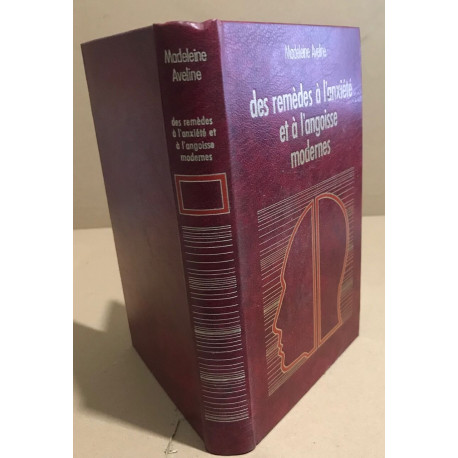 Madeleine
Aveline
des remèdes
à l'anxiété et
à l'angoisse
modernes
Madeleine Aveline
des remèdes à l'anxiété
et à l'angoisse
modernes